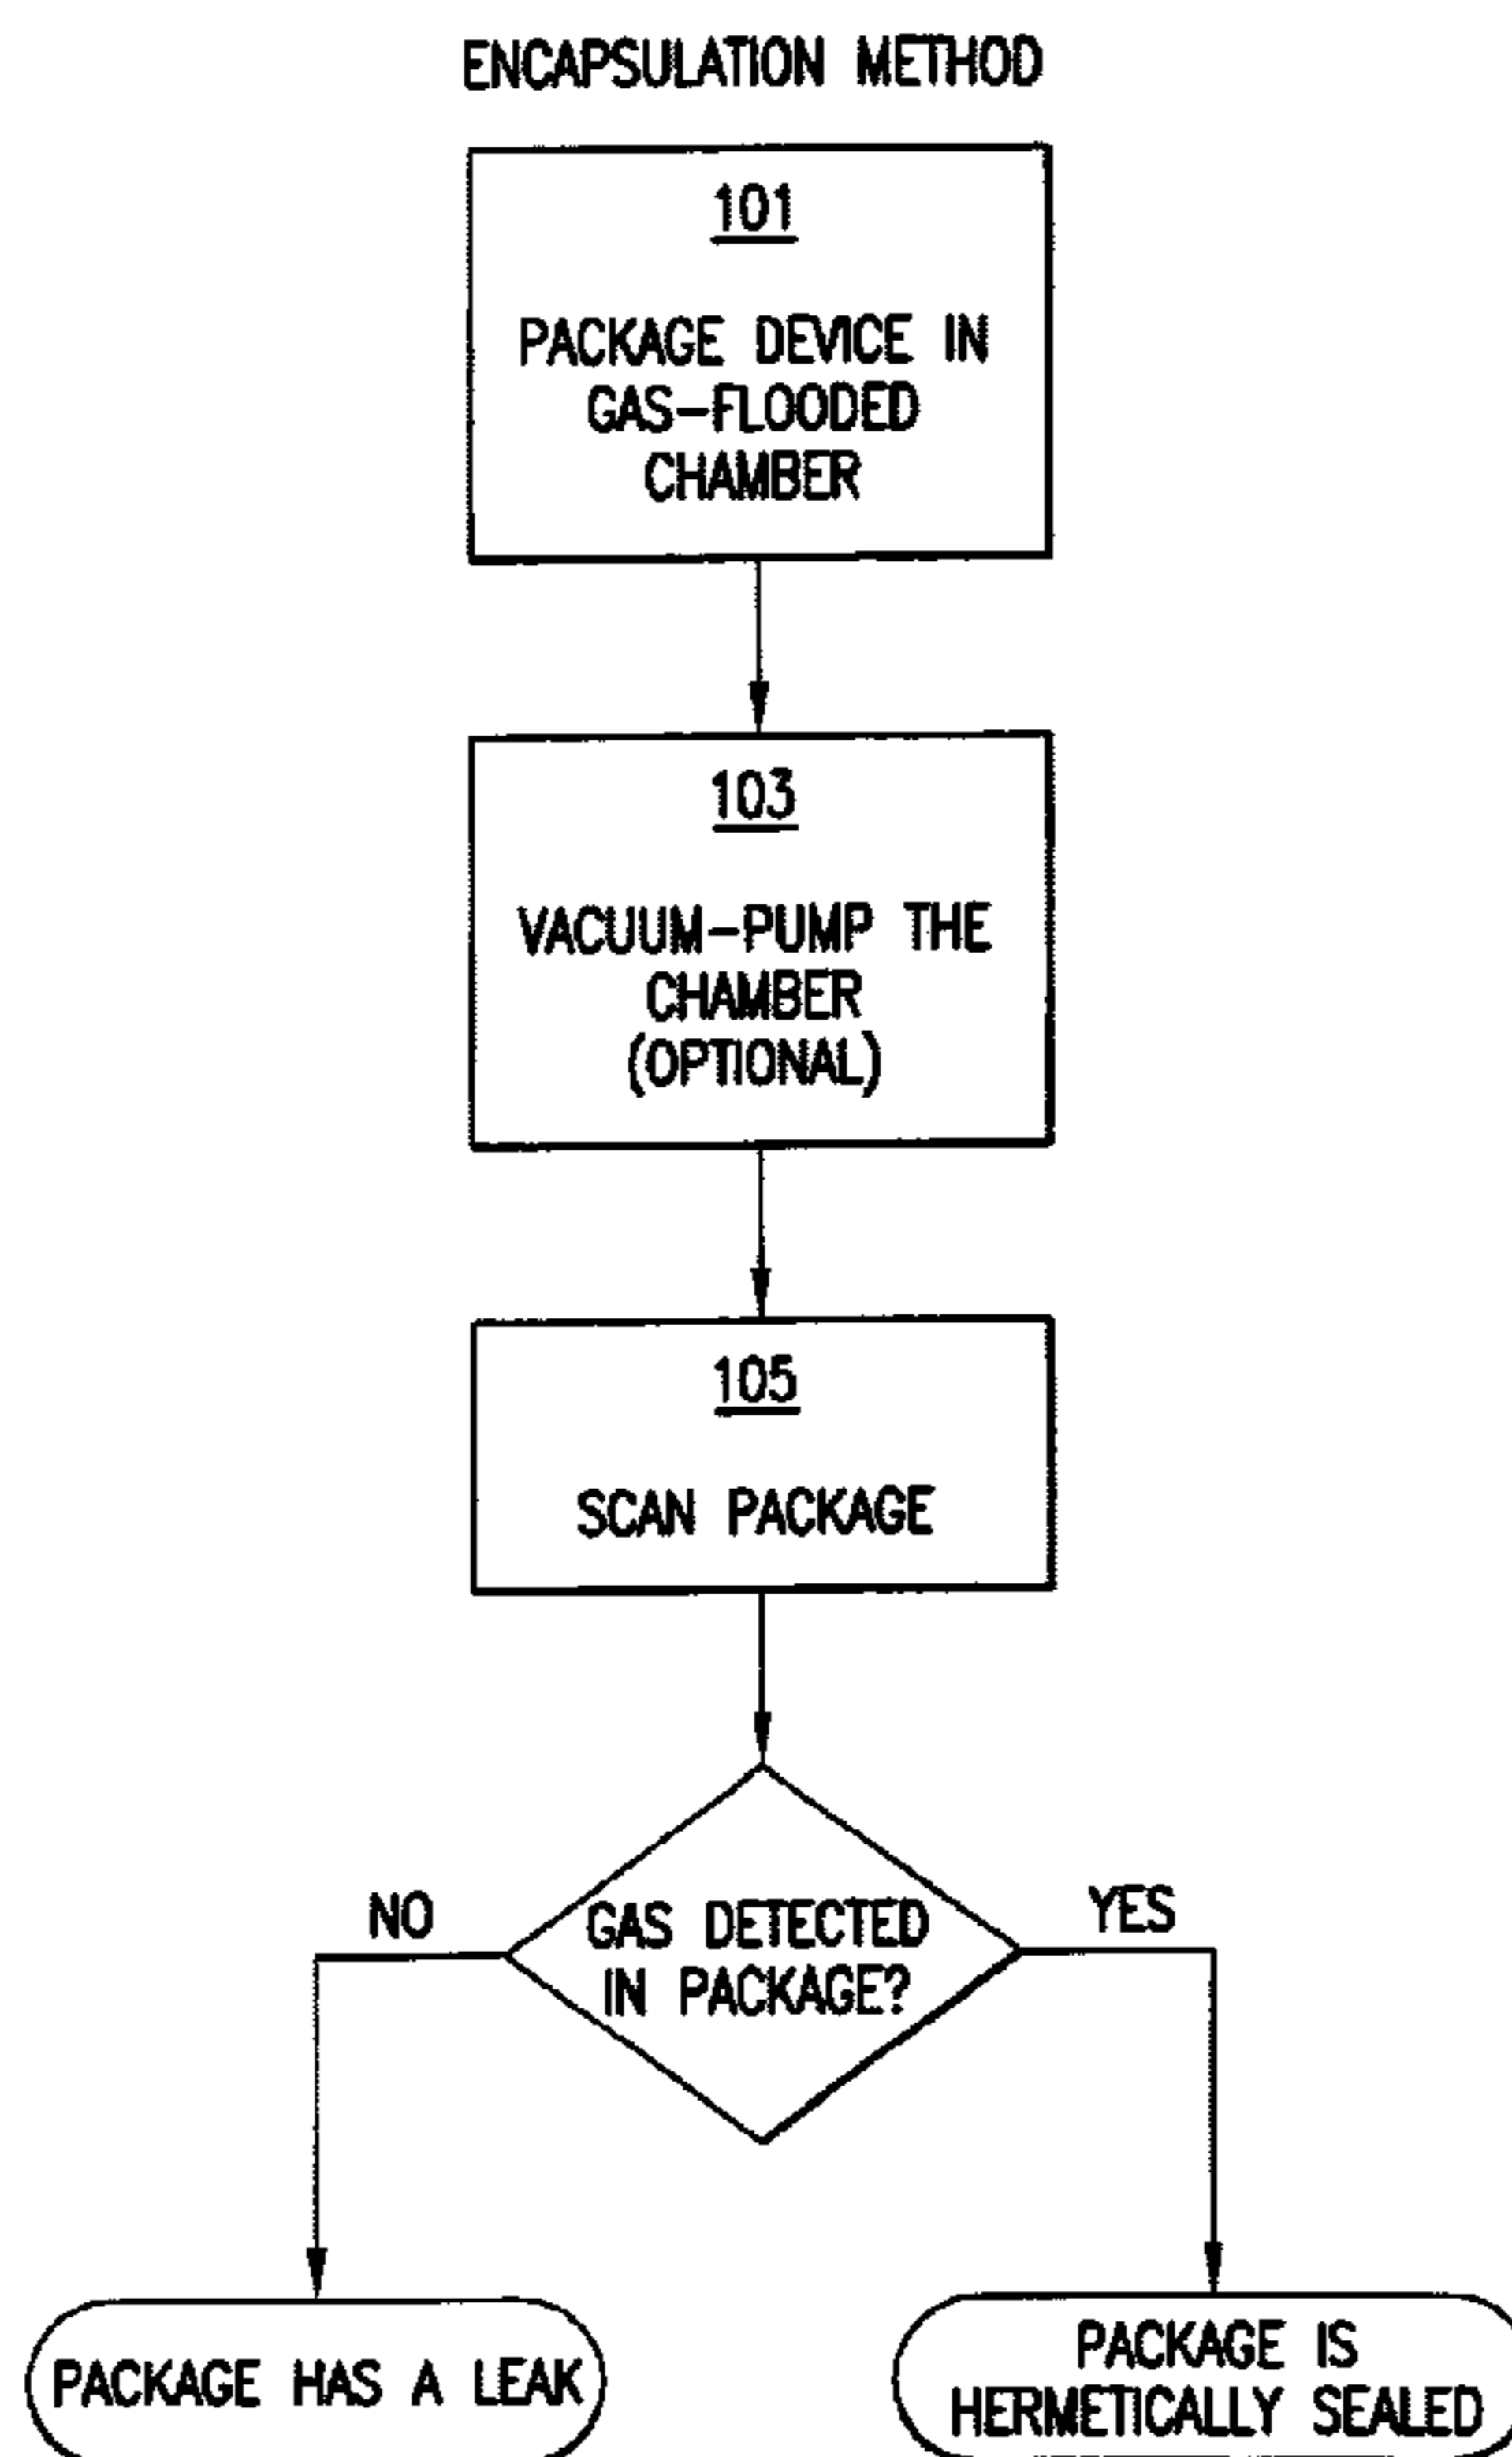 ENCAPSULATION METHOD
101
PACKAGE DEVICE IN
GAS-FLOODED
CHAMBER
103
VACUUM-PUMP THE
CHAMBER
(OPTIONAL)
105
SCAN PACKAGE
GAS DETECTED
IN PACKAGE?
NO
YES
PACKAGE HAS A LEAK
PACKAGE IS
HERMETICALLY SEALED